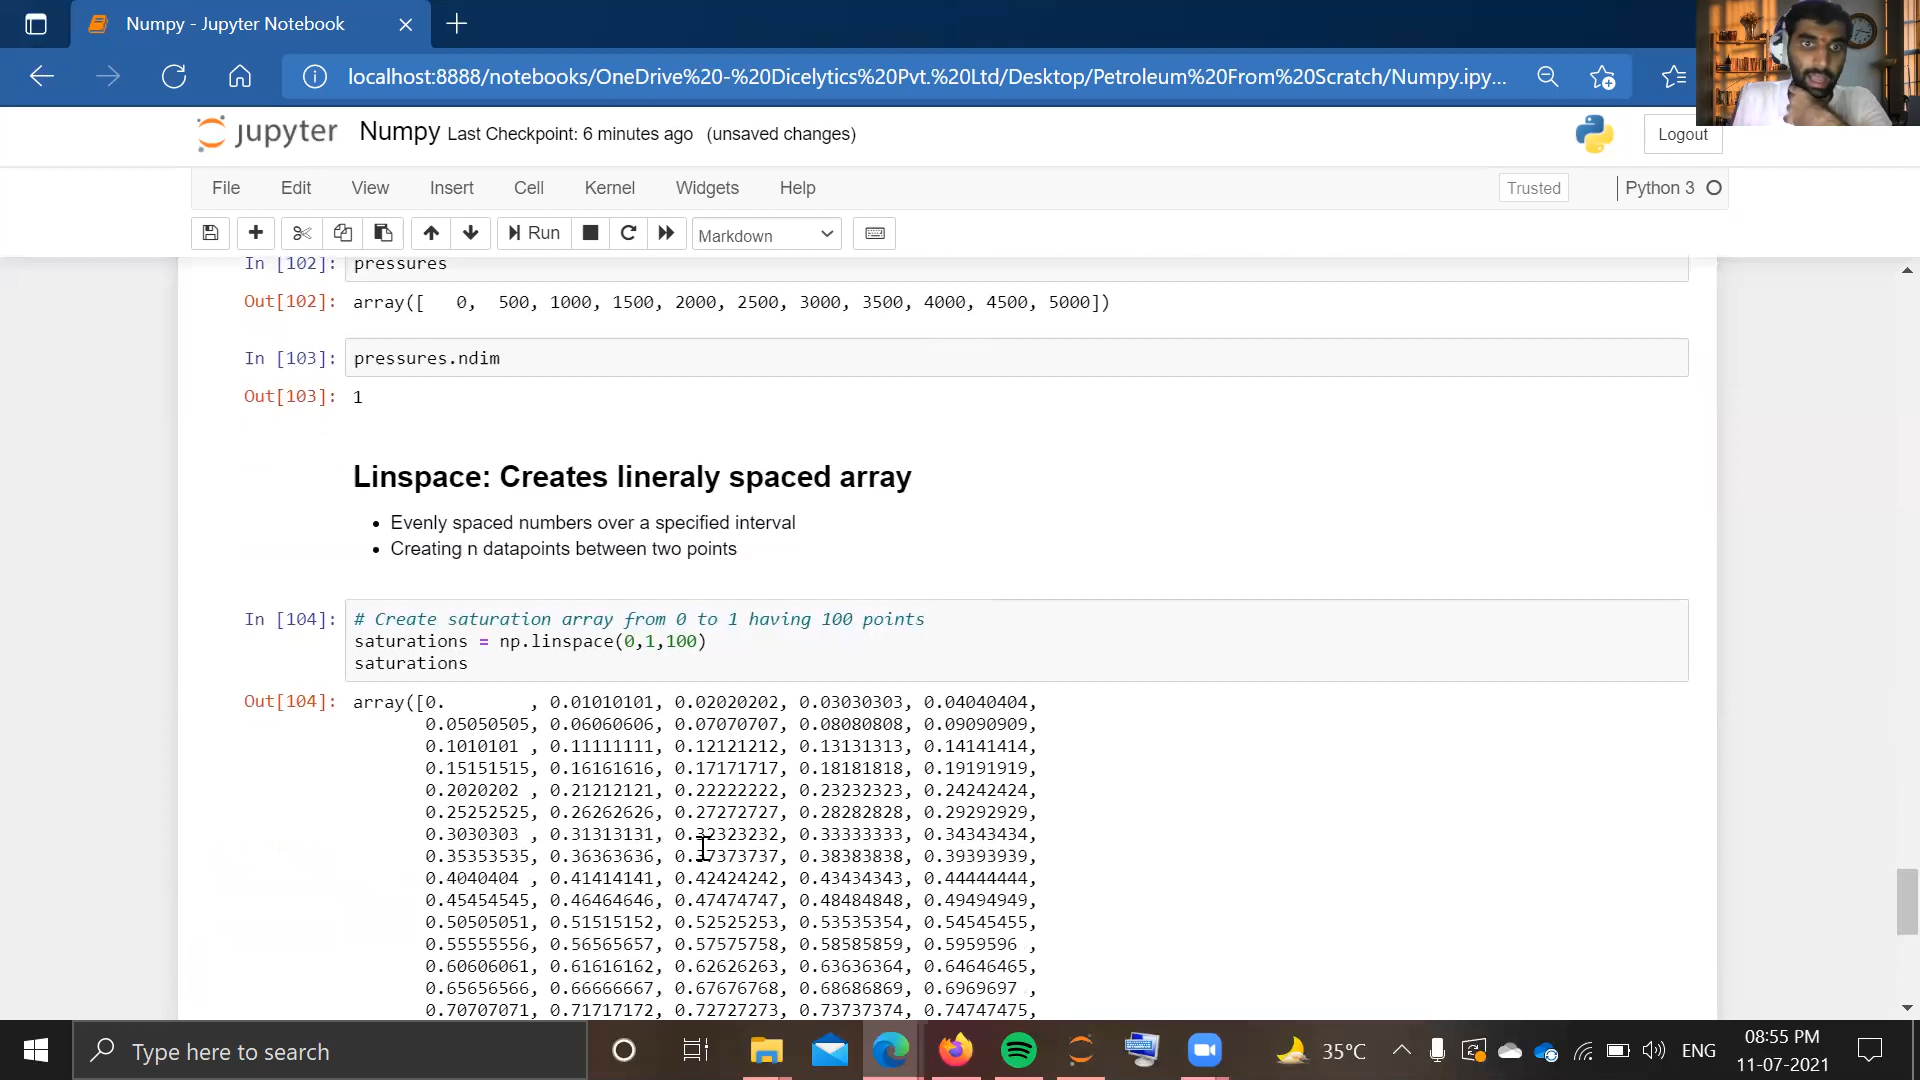 Numpy - Jupyter Notebook
localhost:8888/notebooks/OneDrive%20-%20Dicelytics%20Pvt.%20Ltd/Desktop/Petroleum%20From%20Scratch/Numpy.ipy...
jupyter Numpy Last Checkpoint: 6 minutes ago (unsaved changes)
Logout
File Edit View Insert Cell Kernel Widgets Help
Trusted
Python 3
Run
Markdown
In [102]: pressures
Out[102]: array([   0,  500, 1000, 1500, 2000, 2500, 3000, 3500, 4000, 4500, 5000])
In [103]: pressures.ndim
Out[103]: 1
Linspace: Creates lineraly spaced array
Evenly spaced numbers over a specified interval
Creating n datapoints between two points
In [104]: # Create saturation array from 0 to 1 having 100 points
saturations = np.linspace(0,1,100)
saturations
Out[104]: array([0.        , 0.01010101, 0.02020202, 0.03030303, 0.04040404,
0.05050505, 0.06060606, 0.07070707, 0.08080808, 0.09090909,
0.1010101 , 0.11111111, 0.12121212, 0.13131313, 0.14141414,
0.15151515, 0.16161616, 0.17171717, 0.18181818, 0.19191919,
0.2020202 , 0.21212121, 0.22222222, 0.23232323, 0.24242424,
0.25252525, 0.26262626, 0.27272727, 0.28282828, 0.29292929,
0.3030303 , 0.31313131, 0.32323232, 0.33333333, 0.34343434,
0.35353535, 0.36363636, 0.37373737, 0.38383838, 0.39393939,
0.4040404 , 0.41414141, 0.42424242, 0.43434343, 0.44444444,
0.45454545, 0.46464646, 0.47474747, 0.48484848, 0.49494949,
0.50505051, 0.51515152, 0.52525253, 0.53535354, 0.54545455,
0.55555556, 0.56565657, 0.57575758, 0.58585859, 0.5959596 ,
0.60606061, 0.61616162, 0.62626263, 0.63636364, 0.64646465,
0.65656566, 0.66666667, 0.67676768, 0.68686869, 0.6969697 ,
0.70707071, 0.71717172, 0.72727273, 0.73737374, 0.74747475,
Type here to search
35°C
ENG
08:55 PM
11-07-2021